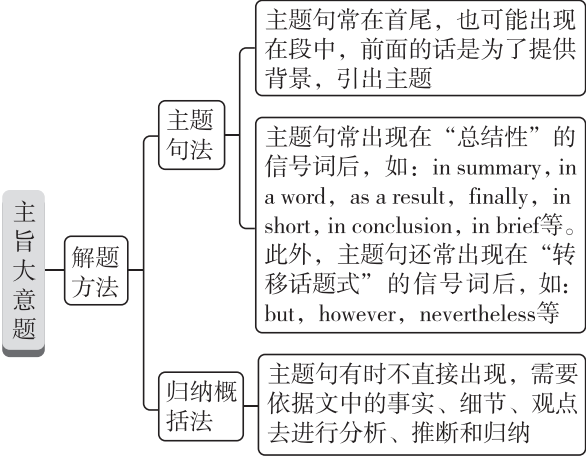 主旨大意题
解题
方法
主题
句法
主题句常在首尾，也可能出现
在段中，前面的话是为了提供
背景，引出主题
主题句常出现在“总结性”的
信号词后，如：in summary, in
a word，as a result，finally，in
short, in conclusion, in brief等。
此外，主题句还常出现在“转
移话题式”的信号词后，如：
but，however，nevertheless等
归纳概
括法
主题句有时不直接出现，需要
依据文中的事实、细节、观点
去进行分析、推断和归纳